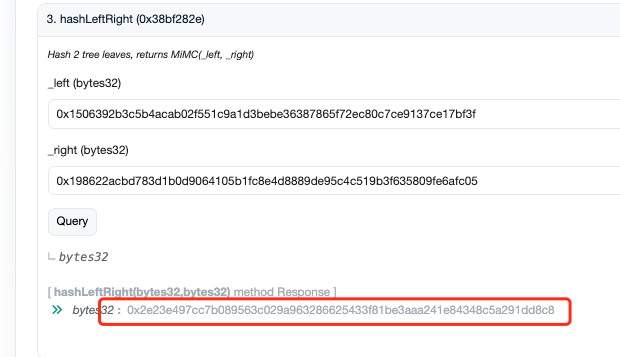 3. hashLeftRight (0x38bf282e)
Hash 2 tree leaves, returns MiMC(_left, _right)
_left (bytes32)
0x1506392b3c5b4acab02f551c9a1d3bebe36387865f72ec80c7ce9137ce17bf3f
_right (bytes32)
0x198622acbd783d1b0d9064105b1fc8e4d8889de95c4c519b3f635809fe6afc05
Query
bytes32
[ hashLeftRight(bytes32,bytes32) method Response ]
bytes32 : 0x2e23e497cc7b089563c029a963286625433f81be3aaa241e84348c5a291dd8c8